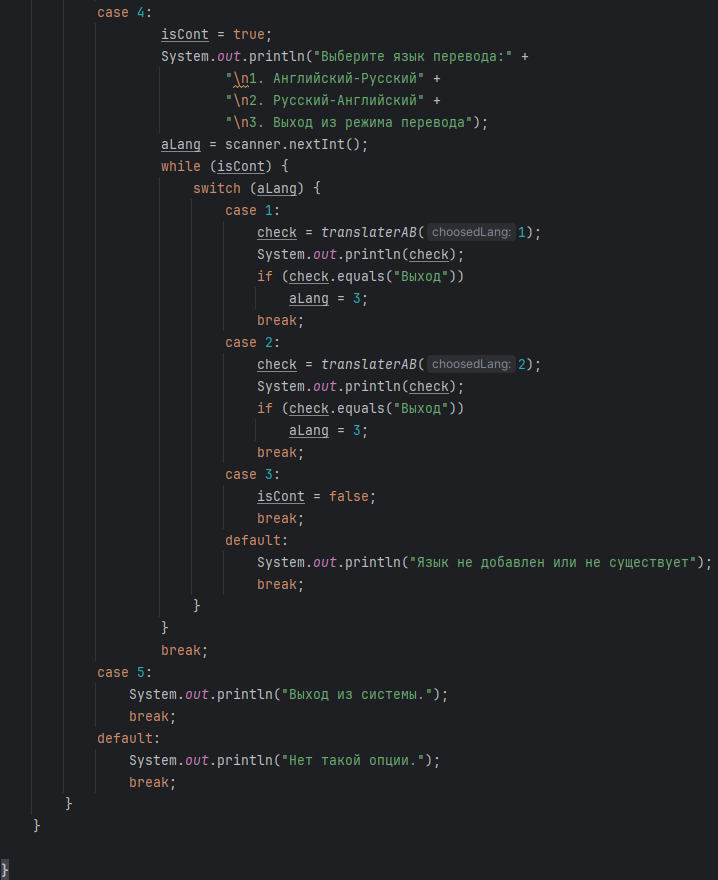 case 4:
isCont = true;
System.out.println("Выберите язык перевода:" +
"\n1. Английский-Русский" +
"\n2. Русский-Английский" +
"\n3. Выход из режима перевода");
aLang = scanner.nextInt();
while (isCont) {
switch (aLang) {
case 1:
check = translaterAB( choosedLang: 1);
System.out.println(check);
if (check.equals("Выход"))
aLang = 3;
break;
case 2:
check = translaterAB( choosedLang: 2);
System.out.println(check);
if (check.equals("Выход"))
aLang = 3;
break;
case 3:
isCont = false;
break;
default:
System.out.println("Язык не добавлен или не существует");
break;
}
}
break;
case 5:
System.out.println("Выход из системы.");
break;
default:
System.out.println("Нет такой опции.");
break;
}
}
}